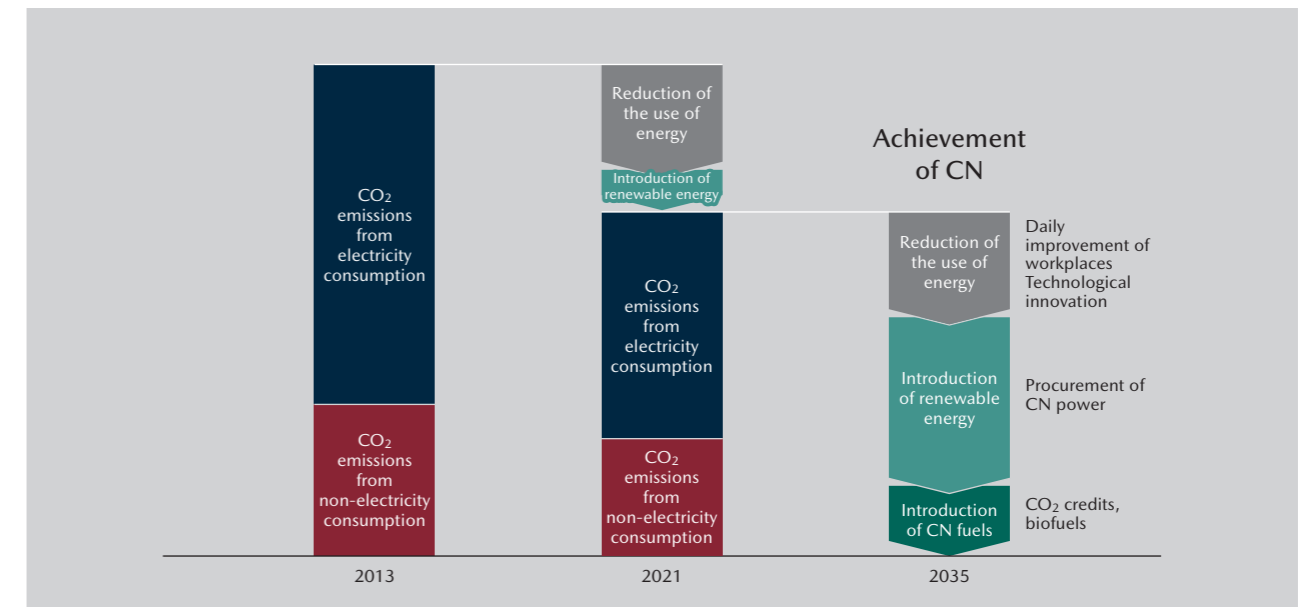 CO2
emissions
from
electricity
consumption
CO2
emissions
from
non-electricity
consumption
2013
Reduction of
the use of
energy
Introduction of
renewable energy
CO2
emissions
from
electricity
consumption
CO2
emissions
from
non-electricity
consumption
2021
Achievement
of CN
Reduction of
the use of
energy
Daily
improvement of
workplaces
Technological
innovation
Introduction
of renewable
energy
Procurement of
CN power
Introduction
of CN fuels
CO2 credits,
biofuels
2035